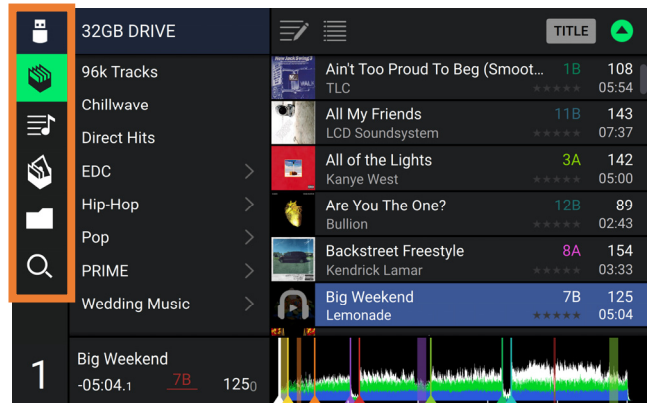 32GB DRIVE
TITLE
96k Tracks
Chillwave
Direct Hits
EDC
Hip-Hop
Pop
PRIME
Wedding Music
Ain't Too Proud To Beg (Smoot... 1B 108
TLC 05:54
All My Friends 11B 143
LCD Soundsystem 07:37
All of the Lights 3A 142
Kanye West 05:00
Are You The One? 12B 89
Bullion 02:43
Backstreet Freestyle 8A 154
Kendrick Lamar 03:33
Big Weekend 7B 125
Lemonade 05:04
1
Big Weekend
-05:04.1 7B 1250